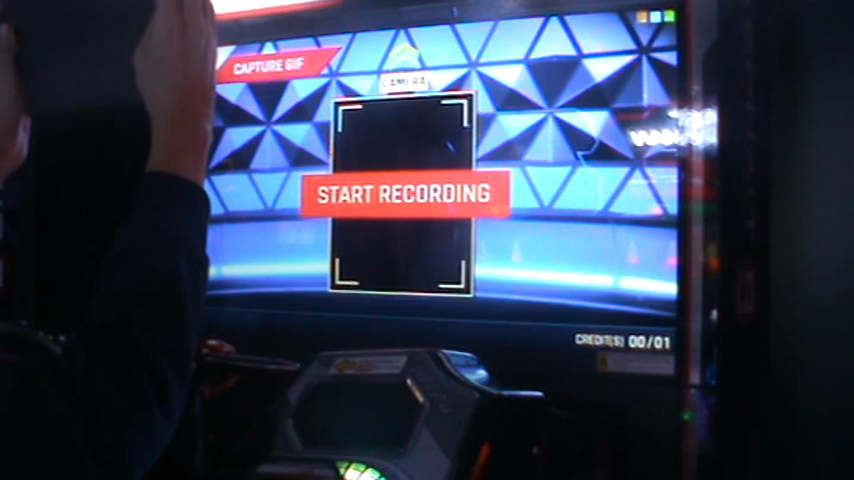 CAPTURE GIF
CAMERA
START RECORDING
CREDIT(S) 00/01